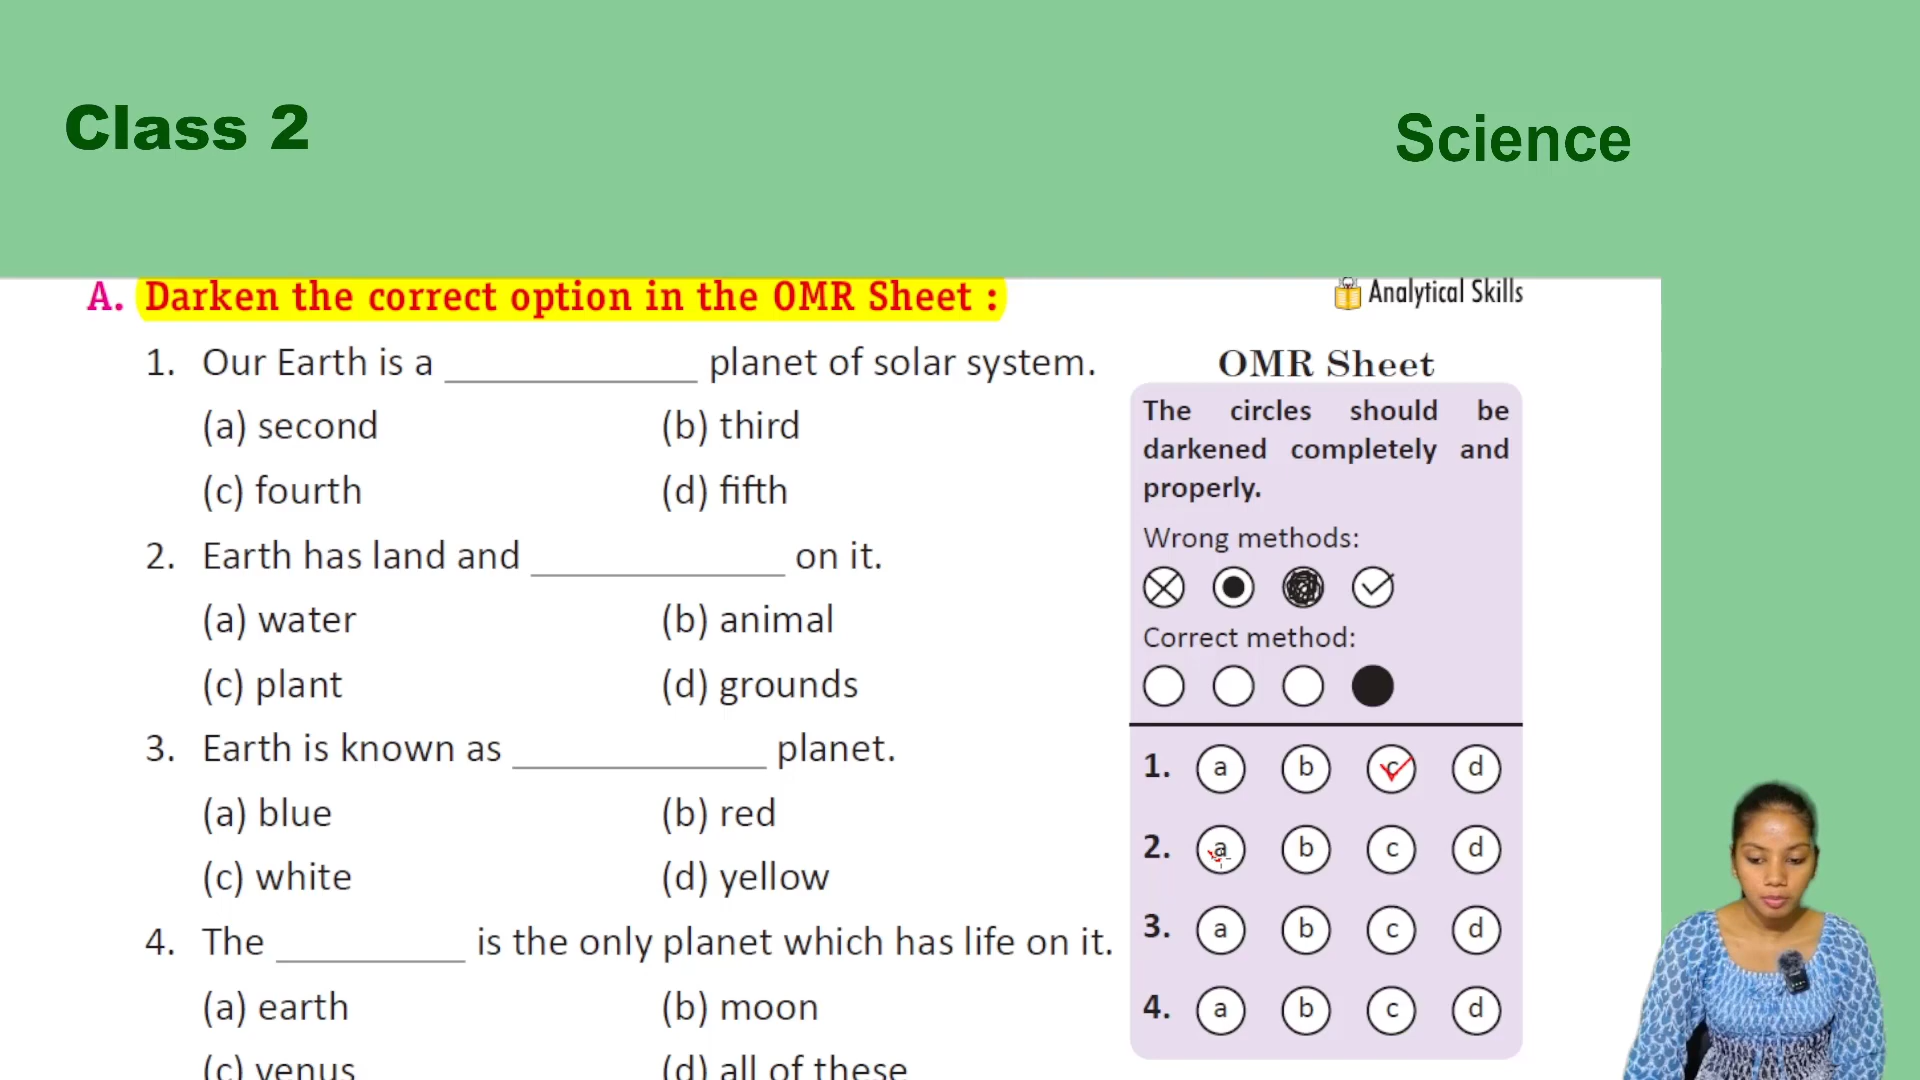 Class 2
Science
A. Darken the correct option in the OMR Sheet :
Analytical Skills
1. Our Earth is a ____________ planet of solar system.
(a) second (b) third
(c) fourth (d) fifth
2. Earth has land and ____________ on it.
(a) water (b) animal
(c) plant (d) grounds
3. Earth is known as ____________ planet.
(a) blue (b) red
(c) white (d) yellow
4. The _________ is the only planet which has life on it.
(a) earth (b) moon
(c) venus (d) all of these
OMR Sheet
The circles should be
darkened completely and
properly.
Wrong methods:
Correct method:
1. a b c d
2. a b c d
3. a b c d
4. a b c d